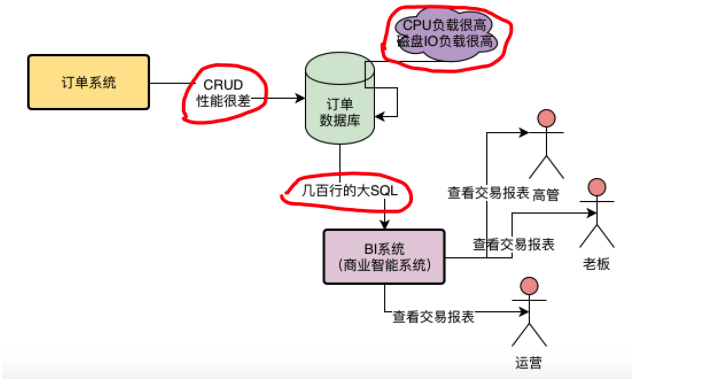 CPU负载很高
磁盘IO负载很高
订单系统
CRUD
性能很差
订单
数据库
几百行的大SQL
查看交易报表
高管
BI系统
（商业智能系统）
查看交易报表
老板
查看交易报表
运营